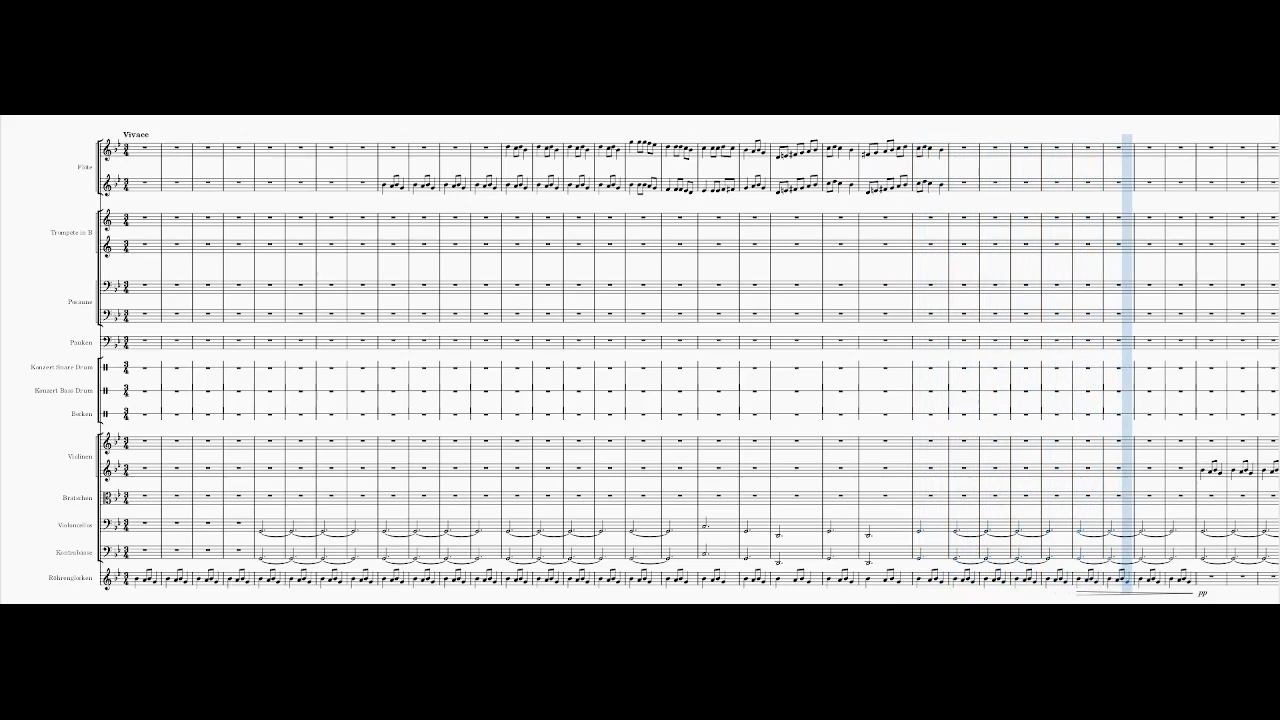 Vivace
Flöte
Trompete in B
Posaune
Pauken
Konzert Snare Drum
Konzert Bass Drum
Becken
Violinen
Bratschen
Violoncellos
Kontrabässe
Röhrenglocken
pp